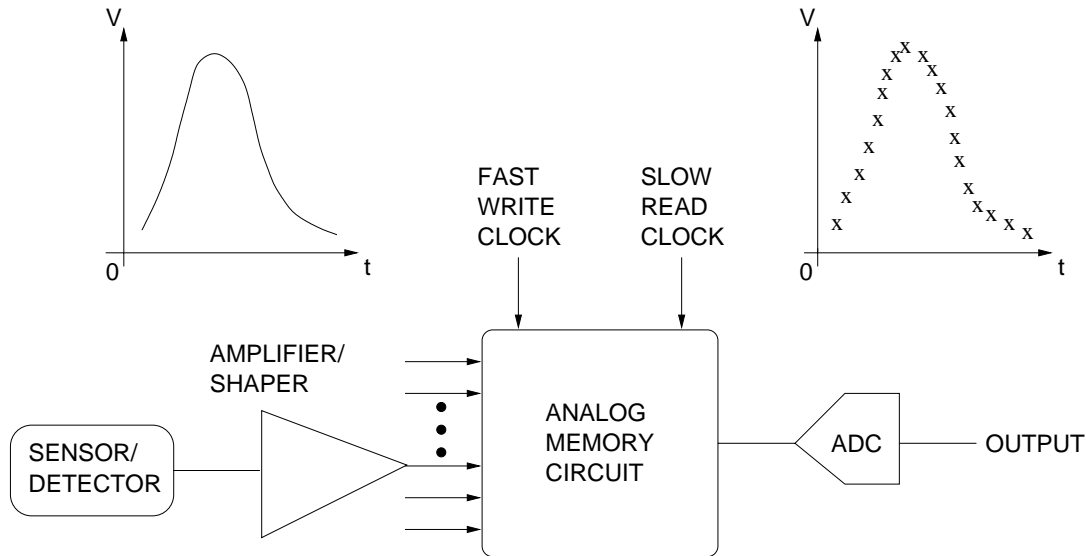 V
0
t
V
x x x x x x x x x x x x x x x x x x x x x x
0
t
FAST
WRITE
CLOCK
SLOW
READ
CLOCK
AMPLIFIER/
SHAPER
SENSOR/
DETECTOR
ANALOG
MEMORY
CIRCUIT
ADC
OUTPUT